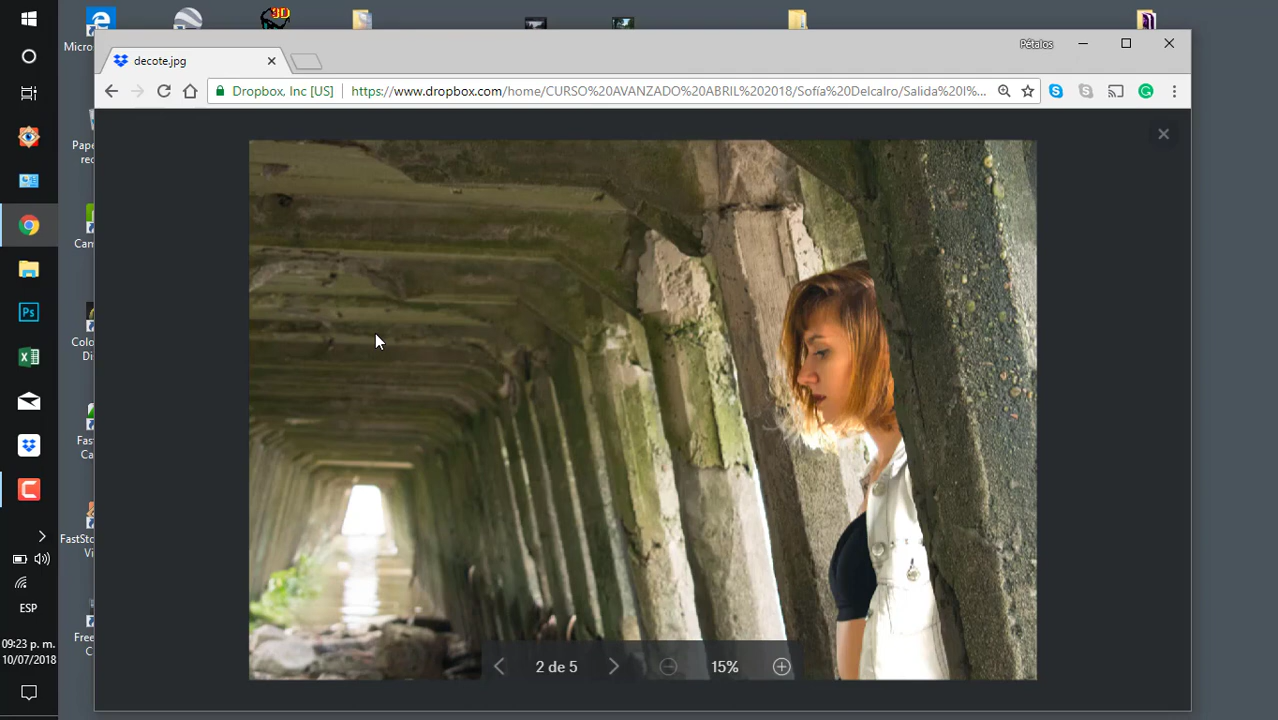 3D
Micro
Pétalos
decote.jpg
Dropbox, Inc [US]
https://www.dropbox.com/home/CURSO%20AVANZADO%20ABRIL%202018/Sofía%20Delcalro/Salida%20I%...
Pape
rec
Can
Ps
Colo
Di
Fast
Ca
FastSto
Vi
Free
C
ESP
09:23 p. m.
10/07/2018
2 de 5
15%